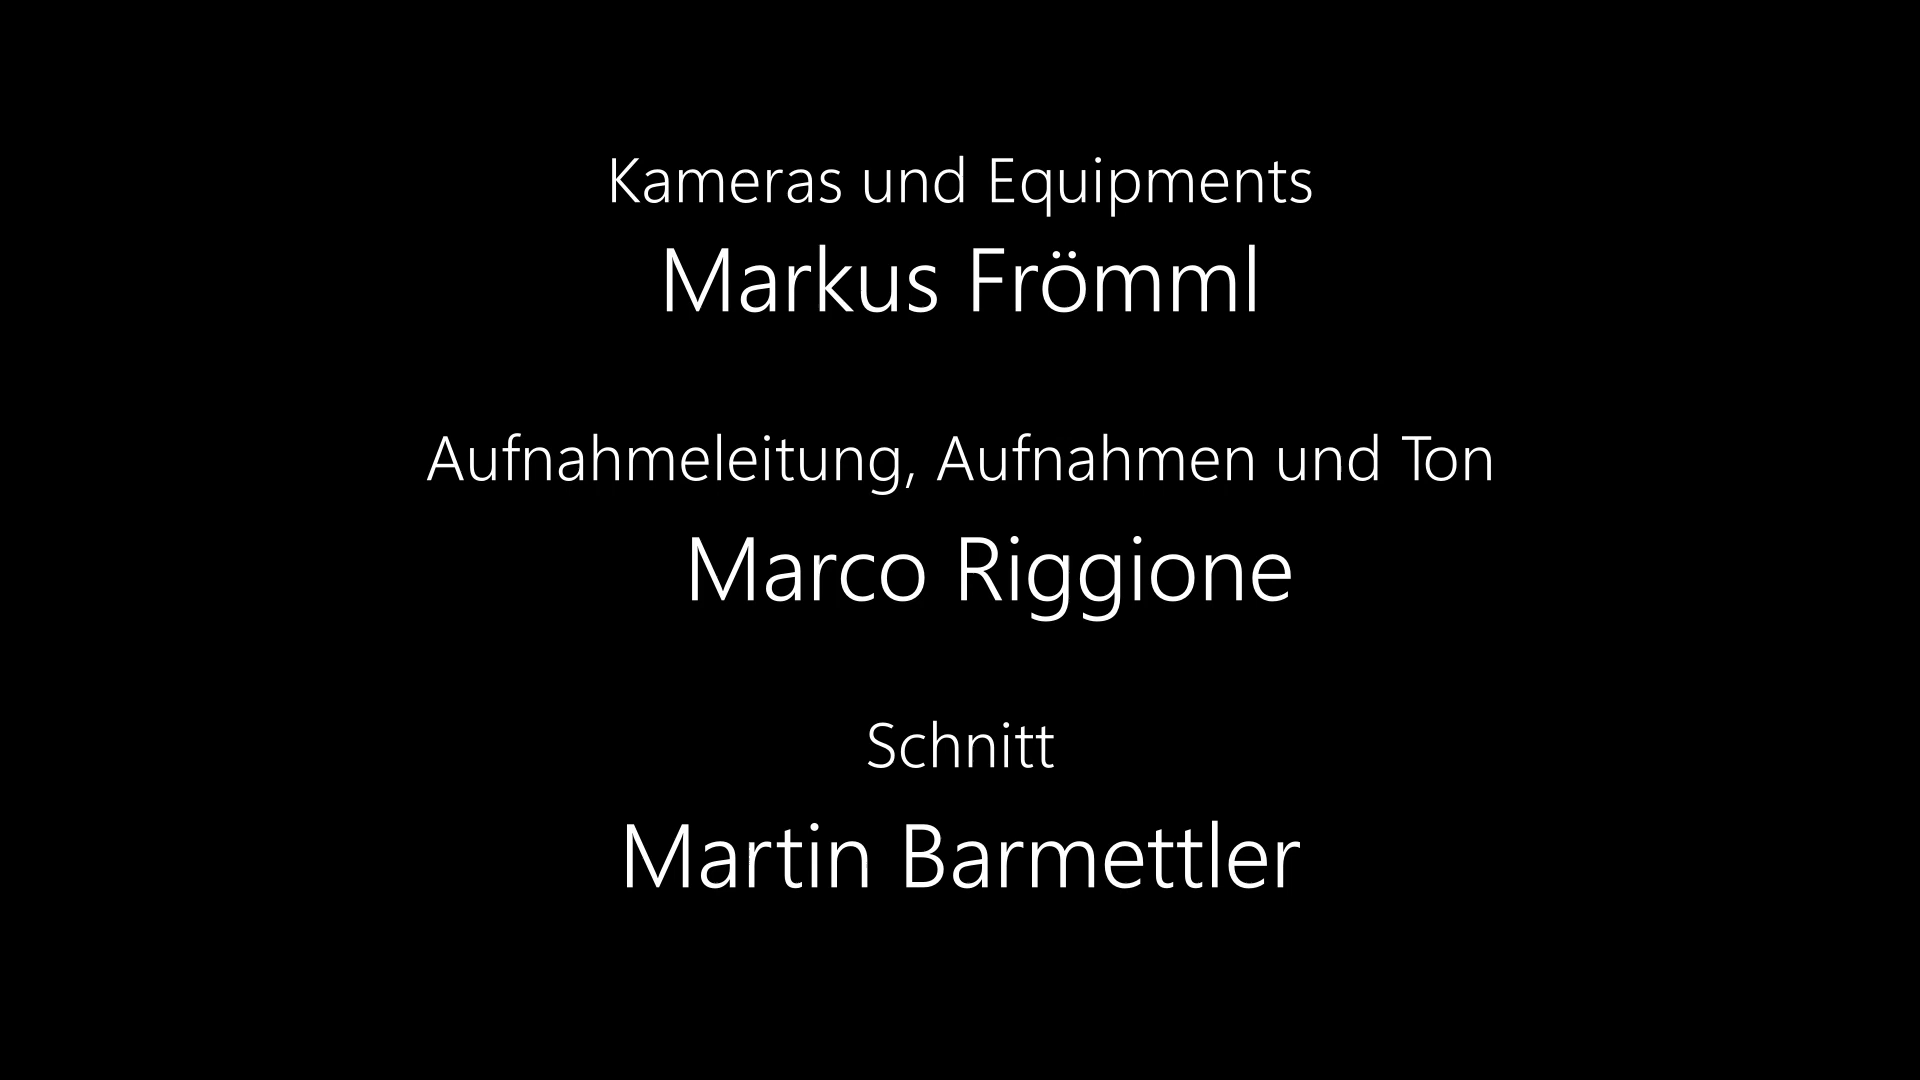 Kameras und Equipments
Markus Frömml
Aufnahmeleitung, Aufnahmen und Ton
Marco Riggione
Schnitt
Martin Barmettler